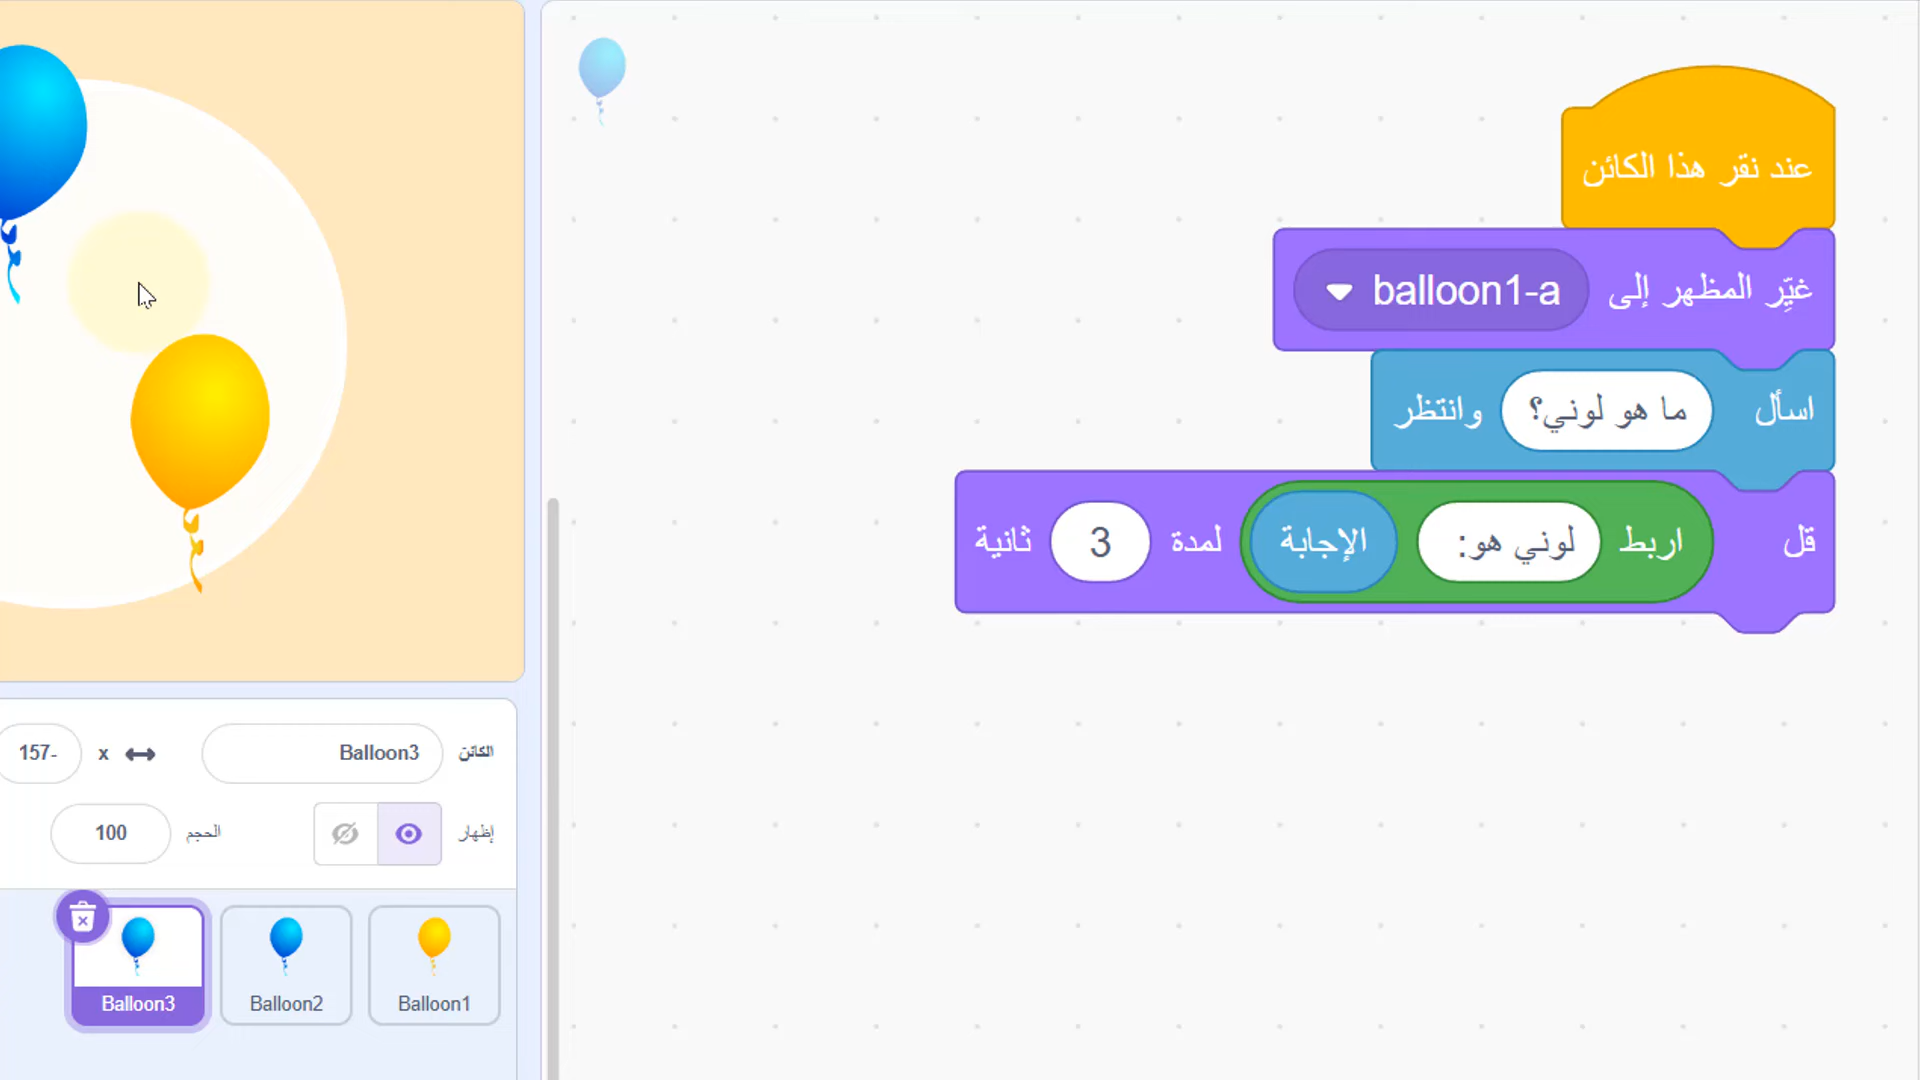 عند نقر هذا الكائن
غيِّر المظهر إلى balloon1-a
اسأل ما هو لوني؟ وانتظر
قل اربط لوني هو: الإجابة لمدة 3 ثانية
الكائن Balloon3 x 157-
إظهار الحجم 100
Balloon1 Balloon2 Balloon3